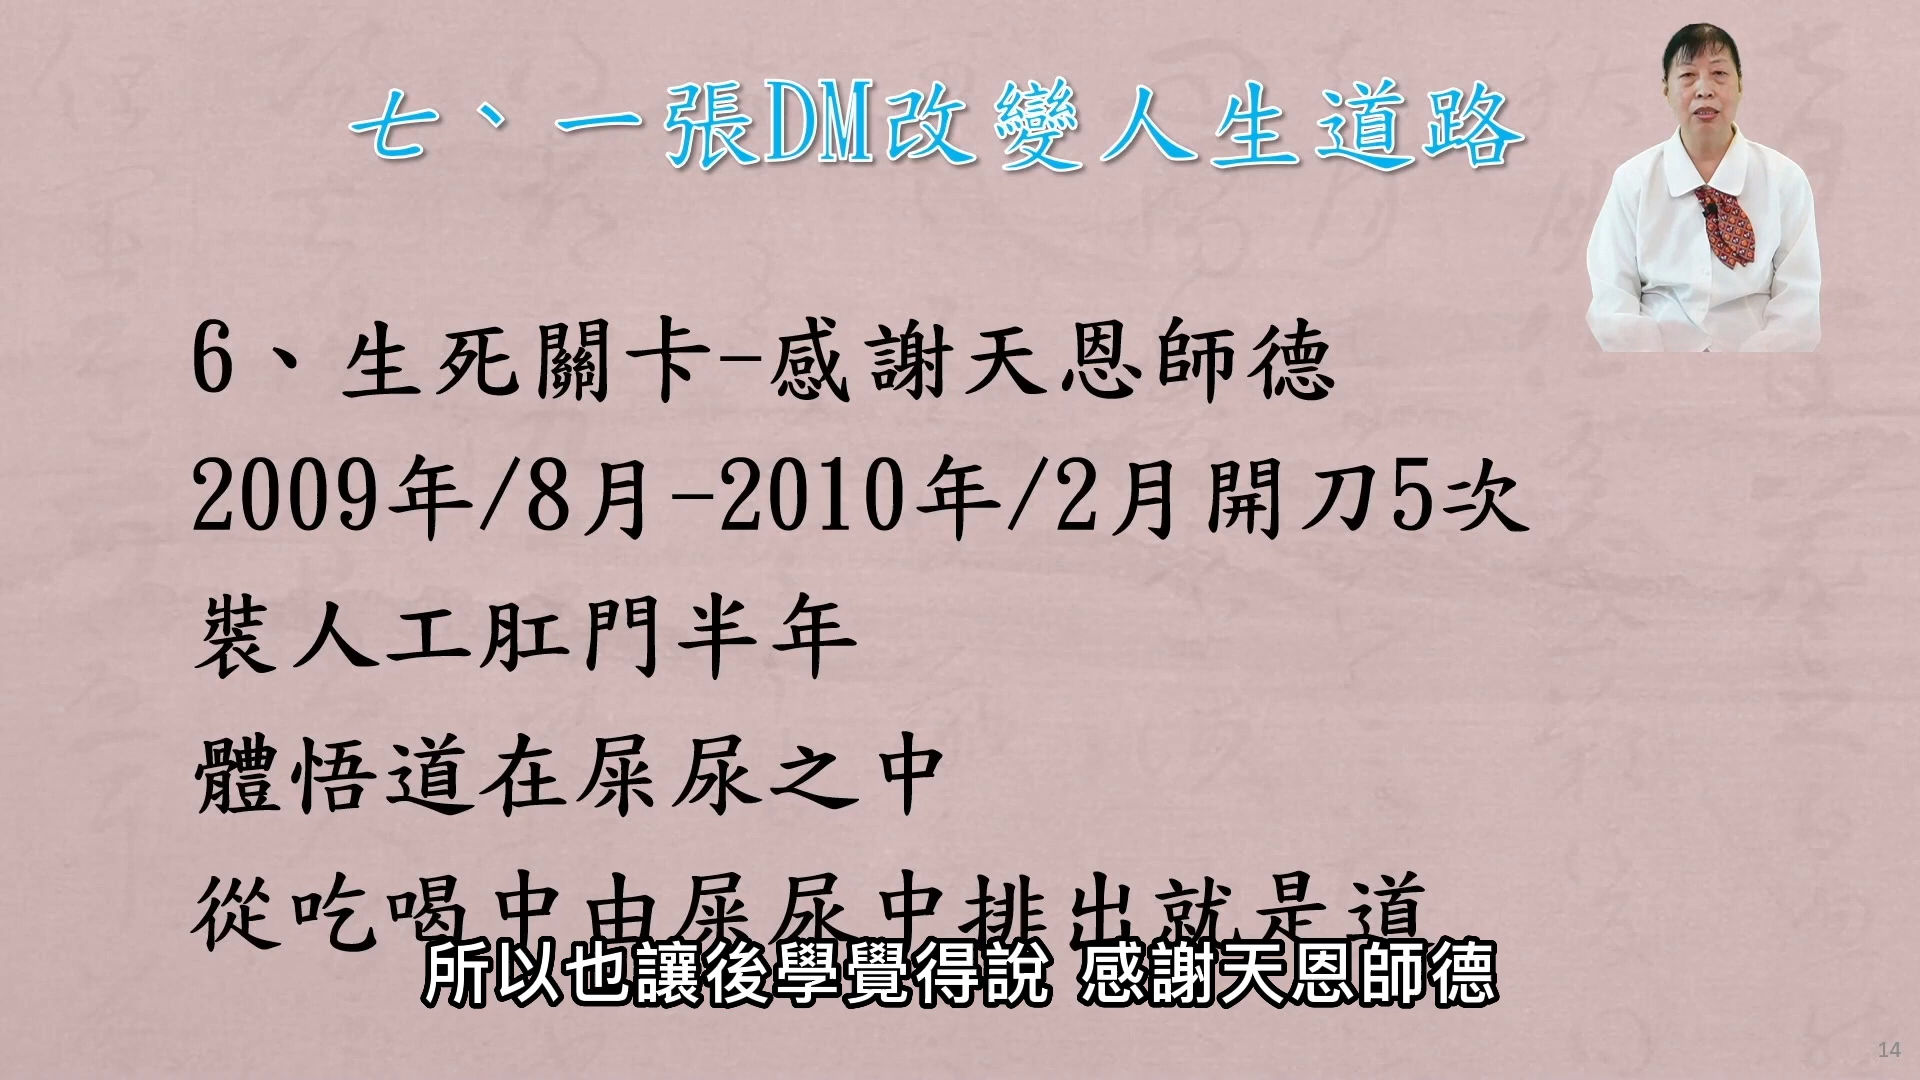 七、一張DM改變人生道路
6、生死關卡-感謝天恩師德
2009年/8月-2010年/2月開刀5次
裝人工肛門半年
體悟道在屎尿之中
從吃喝中由屎尿中排出就是道
所以也讓後學覺得說 感謝天恩師德
14